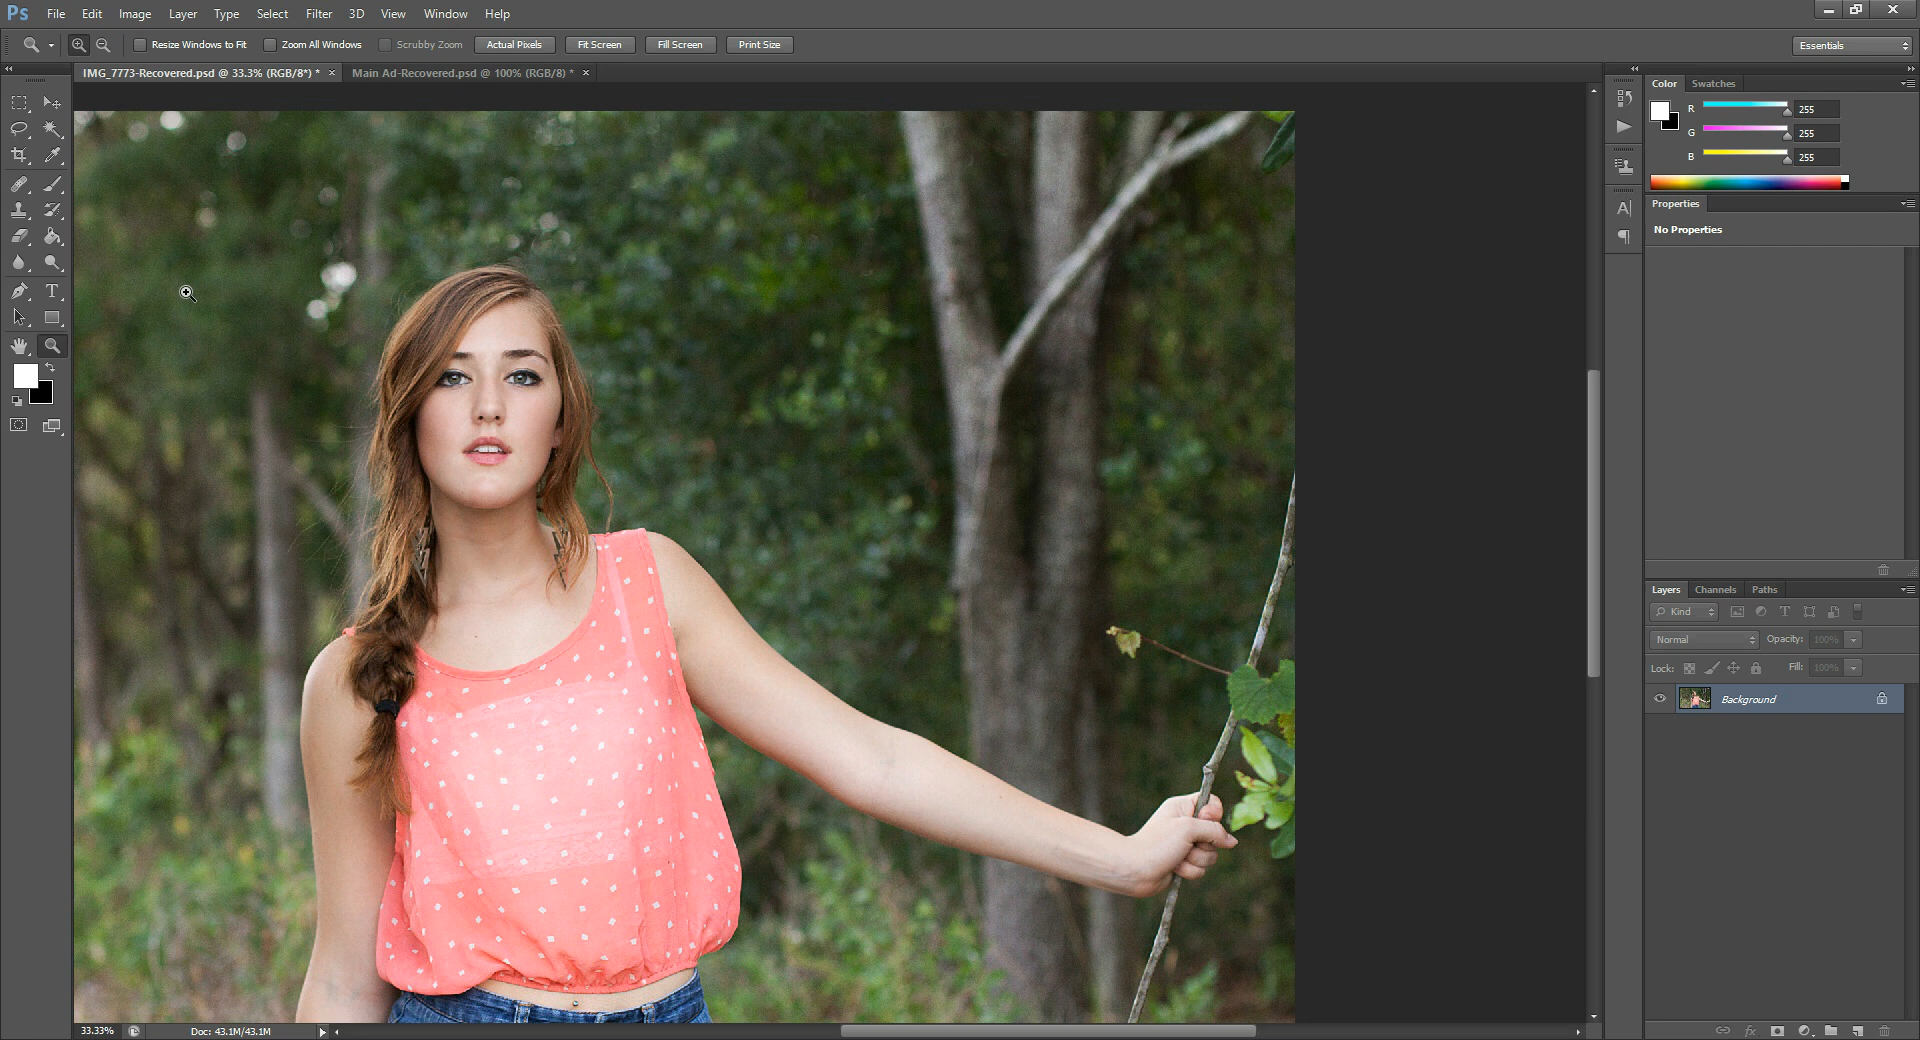 Ps File Edit Image Layer Type Select Filter 3D View Window Help
Resize Windows to Fit Zoom All Windows Scrubby Zoom Actual Pixels Fit Screen Fill Screen Print Size Essentials
IMG_7773-Recovered.psd @ 33.3% (RGB/8*) * × Main Ad-Recovered.psd @ 100% (RGB/8) * ×
Color Swatches
R 255
G 255
B 255
Properties
No Properties
Layers Channels Paths
Kind
Normal Opacity: 100%
Lock: Fill: 100%
Background
33.33% Doc: 43.1M/43.1M